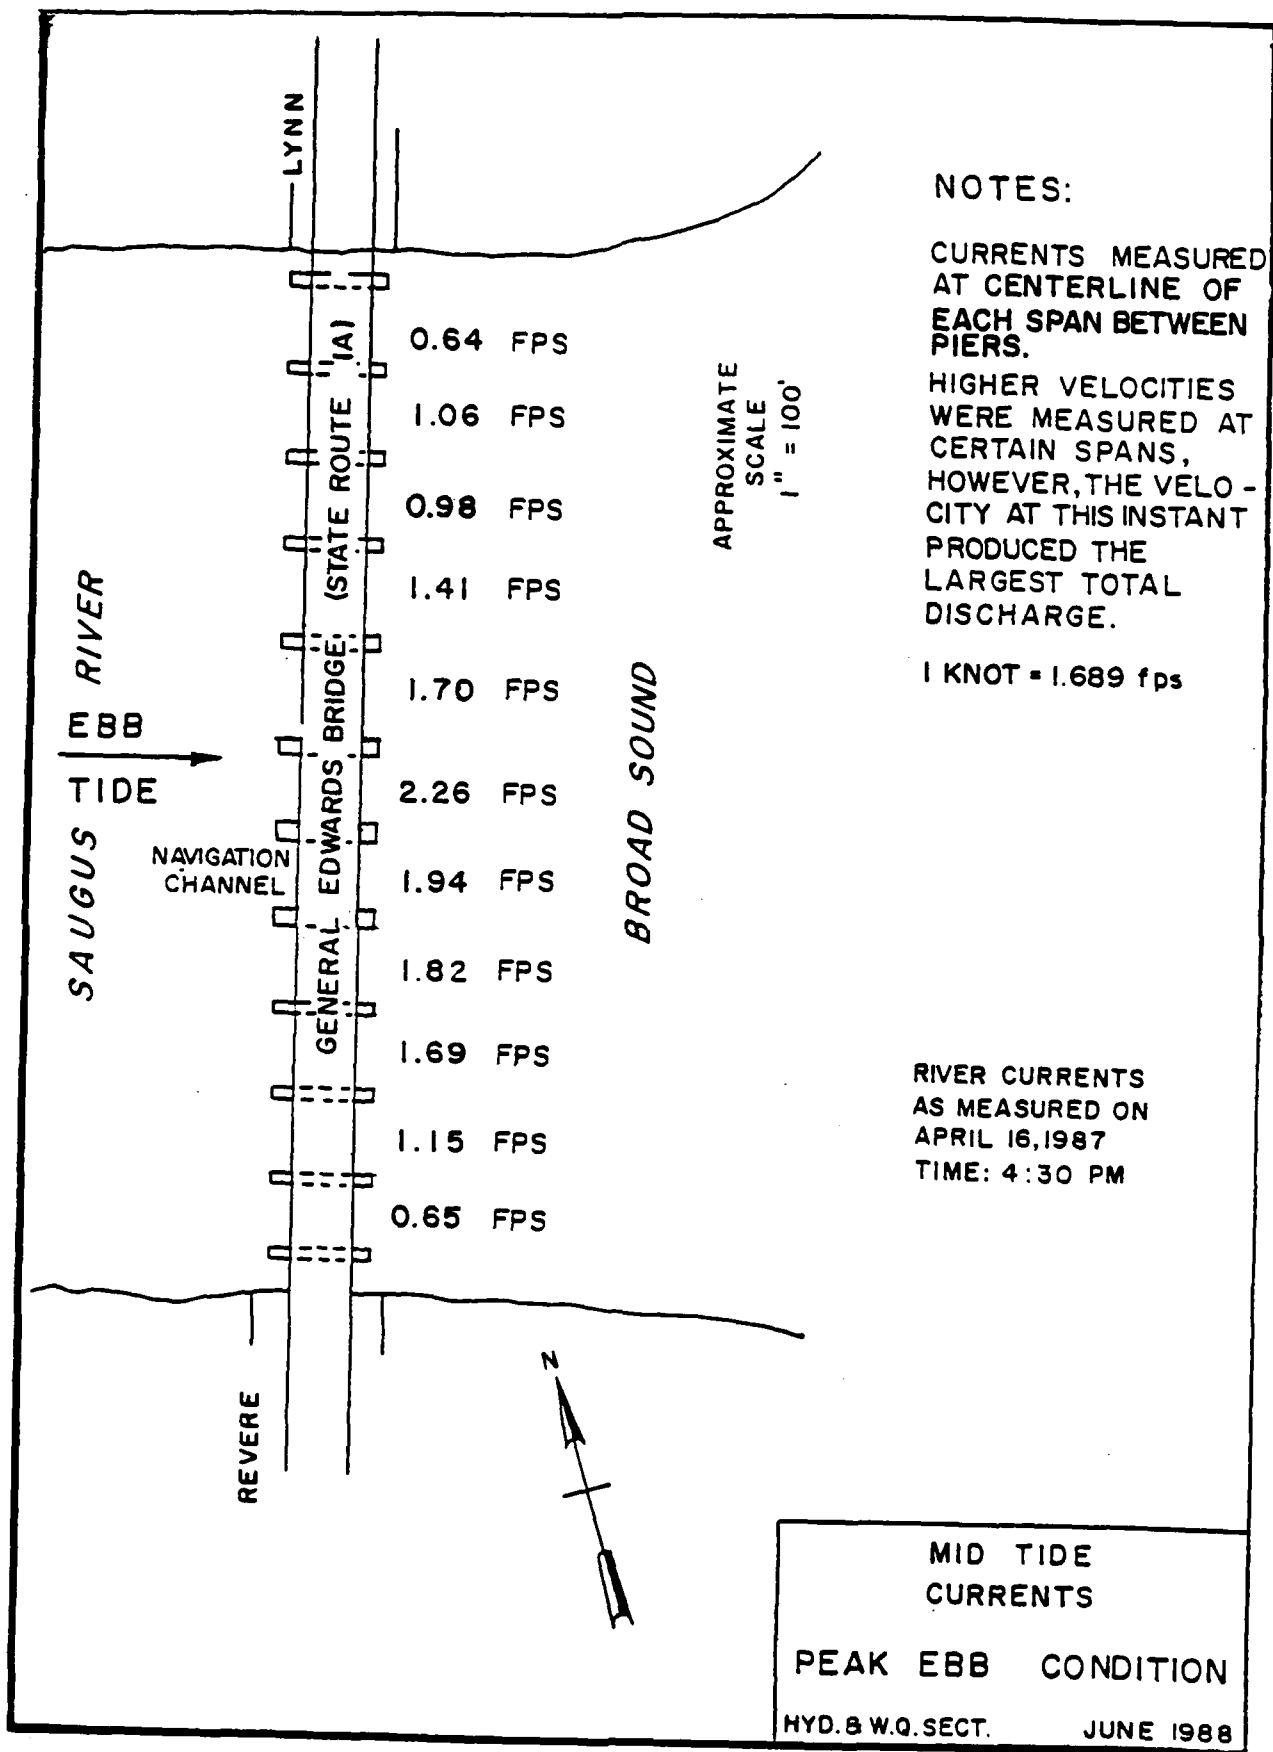 LYNN
NOTES:
CURRENTS MEASURED
AT CENTERLINE OF
EACH SPAN BETWEEN
PIERS.
HIGHER VELOCITIES
WERE MEASURED AT
CERTAIN SPANS,
HOWEVER, THE VELO-
CITY AT THIS INSTANT
PRODUCED THE
LARGEST TOTAL
DISCHARGE.
1 KNOT = 1.689 fps
APPROXIMATE
SCALE
1" = 100'
0.64 FPS
1.06 FPS
0.98 FPS
1.41 FPS
1.70 FPS
2.26 FPS
1.94 FPS
1.82 FPS
1.69 FPS
1.15 FPS
0.65 FPS
GENERAL EDWARDS BRIDGE (STATE ROUTE 1A)
SAUGUS RIVER
EBB
TIDE
NAVIGATION
CHANNEL
BROAD SOUND
RIVER CURRENTS
AS MEASURED ON
APRIL 16, 1987
TIME: 4:30 PM
REVERE
N
MID TIDE
CURRENTS
PEAK EBB CONDITION
HYD. & W.Q. SECT. JUNE 1988